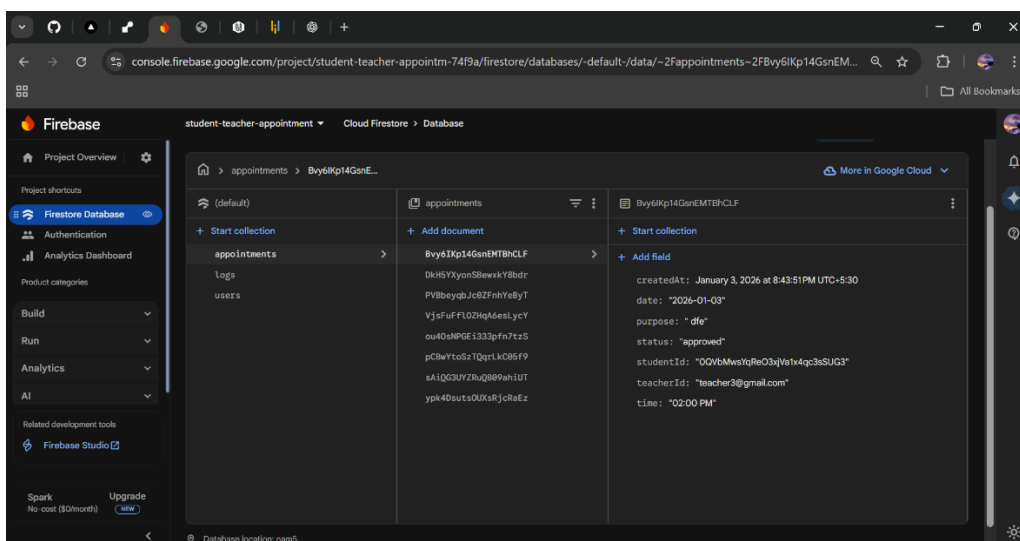 console.firebase.google.com/project/student-teacher-appointm-74f9a/firestore/databases/-default-/data/~2Fappointments~2FBvy6IKp14GsnEM...
All Bookmarks
Firebase
student-teacher-appointment
Cloud Firestore > Database
Project Overview
appointments > Bvy6IKp14GsnE...
More in Google Cloud
Project shortcuts
(default)
appointments
Bvy6IKp14GsnEMTBhCLF
Firestore Database
+ Start collection
+ Add document
+ Start collection
Authentication
appointments
Bvy6IKp14GsnEMTBhCLF
+ Add field
Analytics Dashboard
logs
DkH5YXyonS8ewxkY8bdr
createdAt: January 3, 2026 at 8:43:51 PM UTC+5:30
Product categories
users
PVBbeyqbJc0ZFnhYeByT
date: "2026-01-03"
Build
VjsFuFflOZHqA6esLycY
purpose: " dfe"
Run
ou4OsNPGEi333pfn7tzS
status: "approved"
Analytics
pCBwYtoSzTQqzLkC05f9
studentId: "0QVbMwsYqReO3xjVa1x4qc3sSUG3"
AI
sAiQG3UYZRuQB09ahiUT
teacherId: "teacher3@gmail.com"
ypk4DsutsOUXsRjcRaEz
time: "02:00 PM"
Related development tools
Firebase Studio
Spark
Upgrade
No-cost ($0/month)
NEW
Database location: nam5